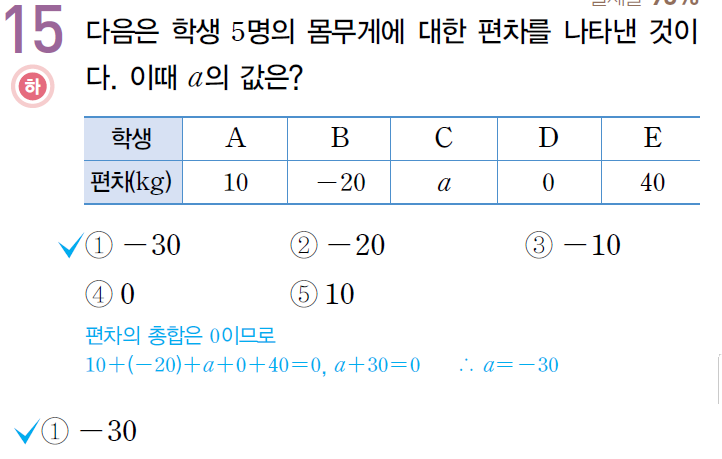 15 다음은 학생 5명의 몸무게에 대한 편차를 나타낸 것이
하 다. 이때 a의 값은?
학생 A B C D E
편차(kg) 10 -20 a 0 40
① -30 ② -20 ③ -10
④ 0 ⑤ 10
편차의 총합은 0이므로
10+(-20)+a+0+40=0, a+30=0 ∴ a=-30
① -30